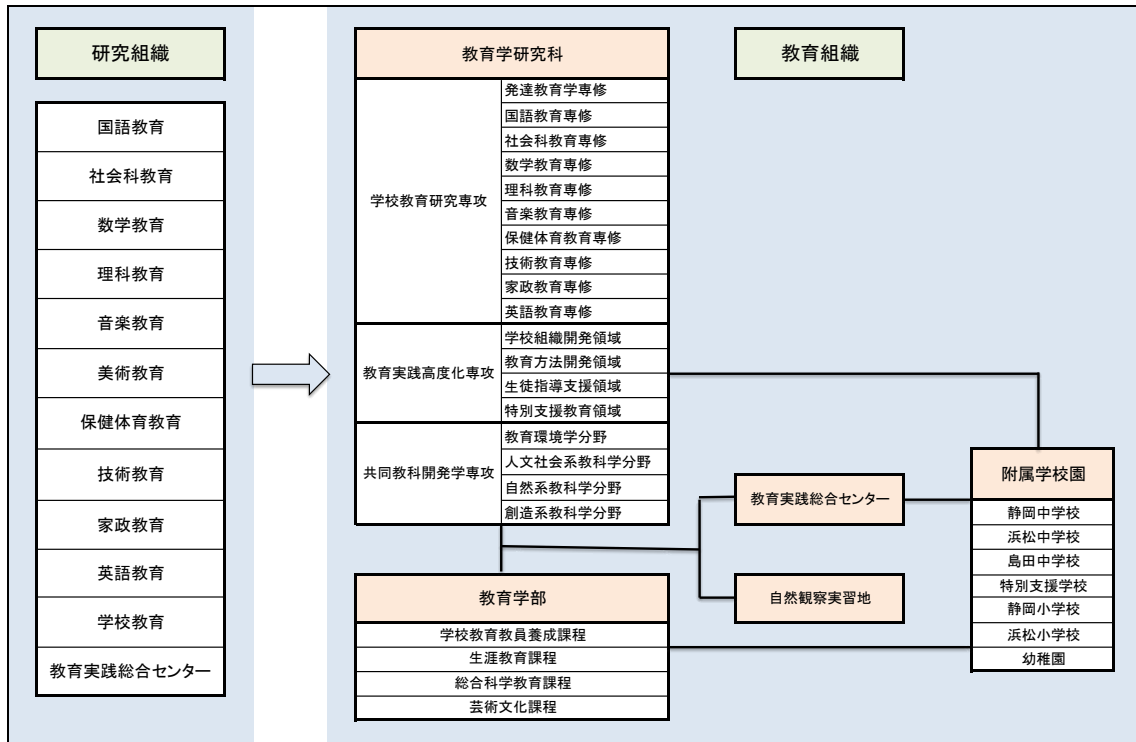 研究組織
国語教育
社会科教育
数学教育
理科教育
音楽教育
美術教育
保健体育教育
技術教育
家政教育
英語教育
学校教育
教育実践総合センター
教育学研究科
学校教育研究専攻
発達教育学専修
国語教育専修
社会科教育専修
数学教育専修
理科教育専修
音楽教育専修
保健体育教育専修
技術教育専修
家政教育専修
英語教育専修
教育実践高度化専攻
学校組織開発領域
教育方法開発領域
生徒指導支援領域
特別支援教育領域
共同教科開発学専攻
教育環境学分野
人文社会系教科学分野
自然系教科学分野
創造系教科学分野
教育学部
学校教育教員養成課程
生涯教育課程
総合科学教育課程
芸術文化課程
教育組織
教育実践総合センター
自然観察実習地
附属学校園
静岡中学校
浜松中学校
島田中学校
特別支援学校
静岡小学校
浜松小学校
幼稚園